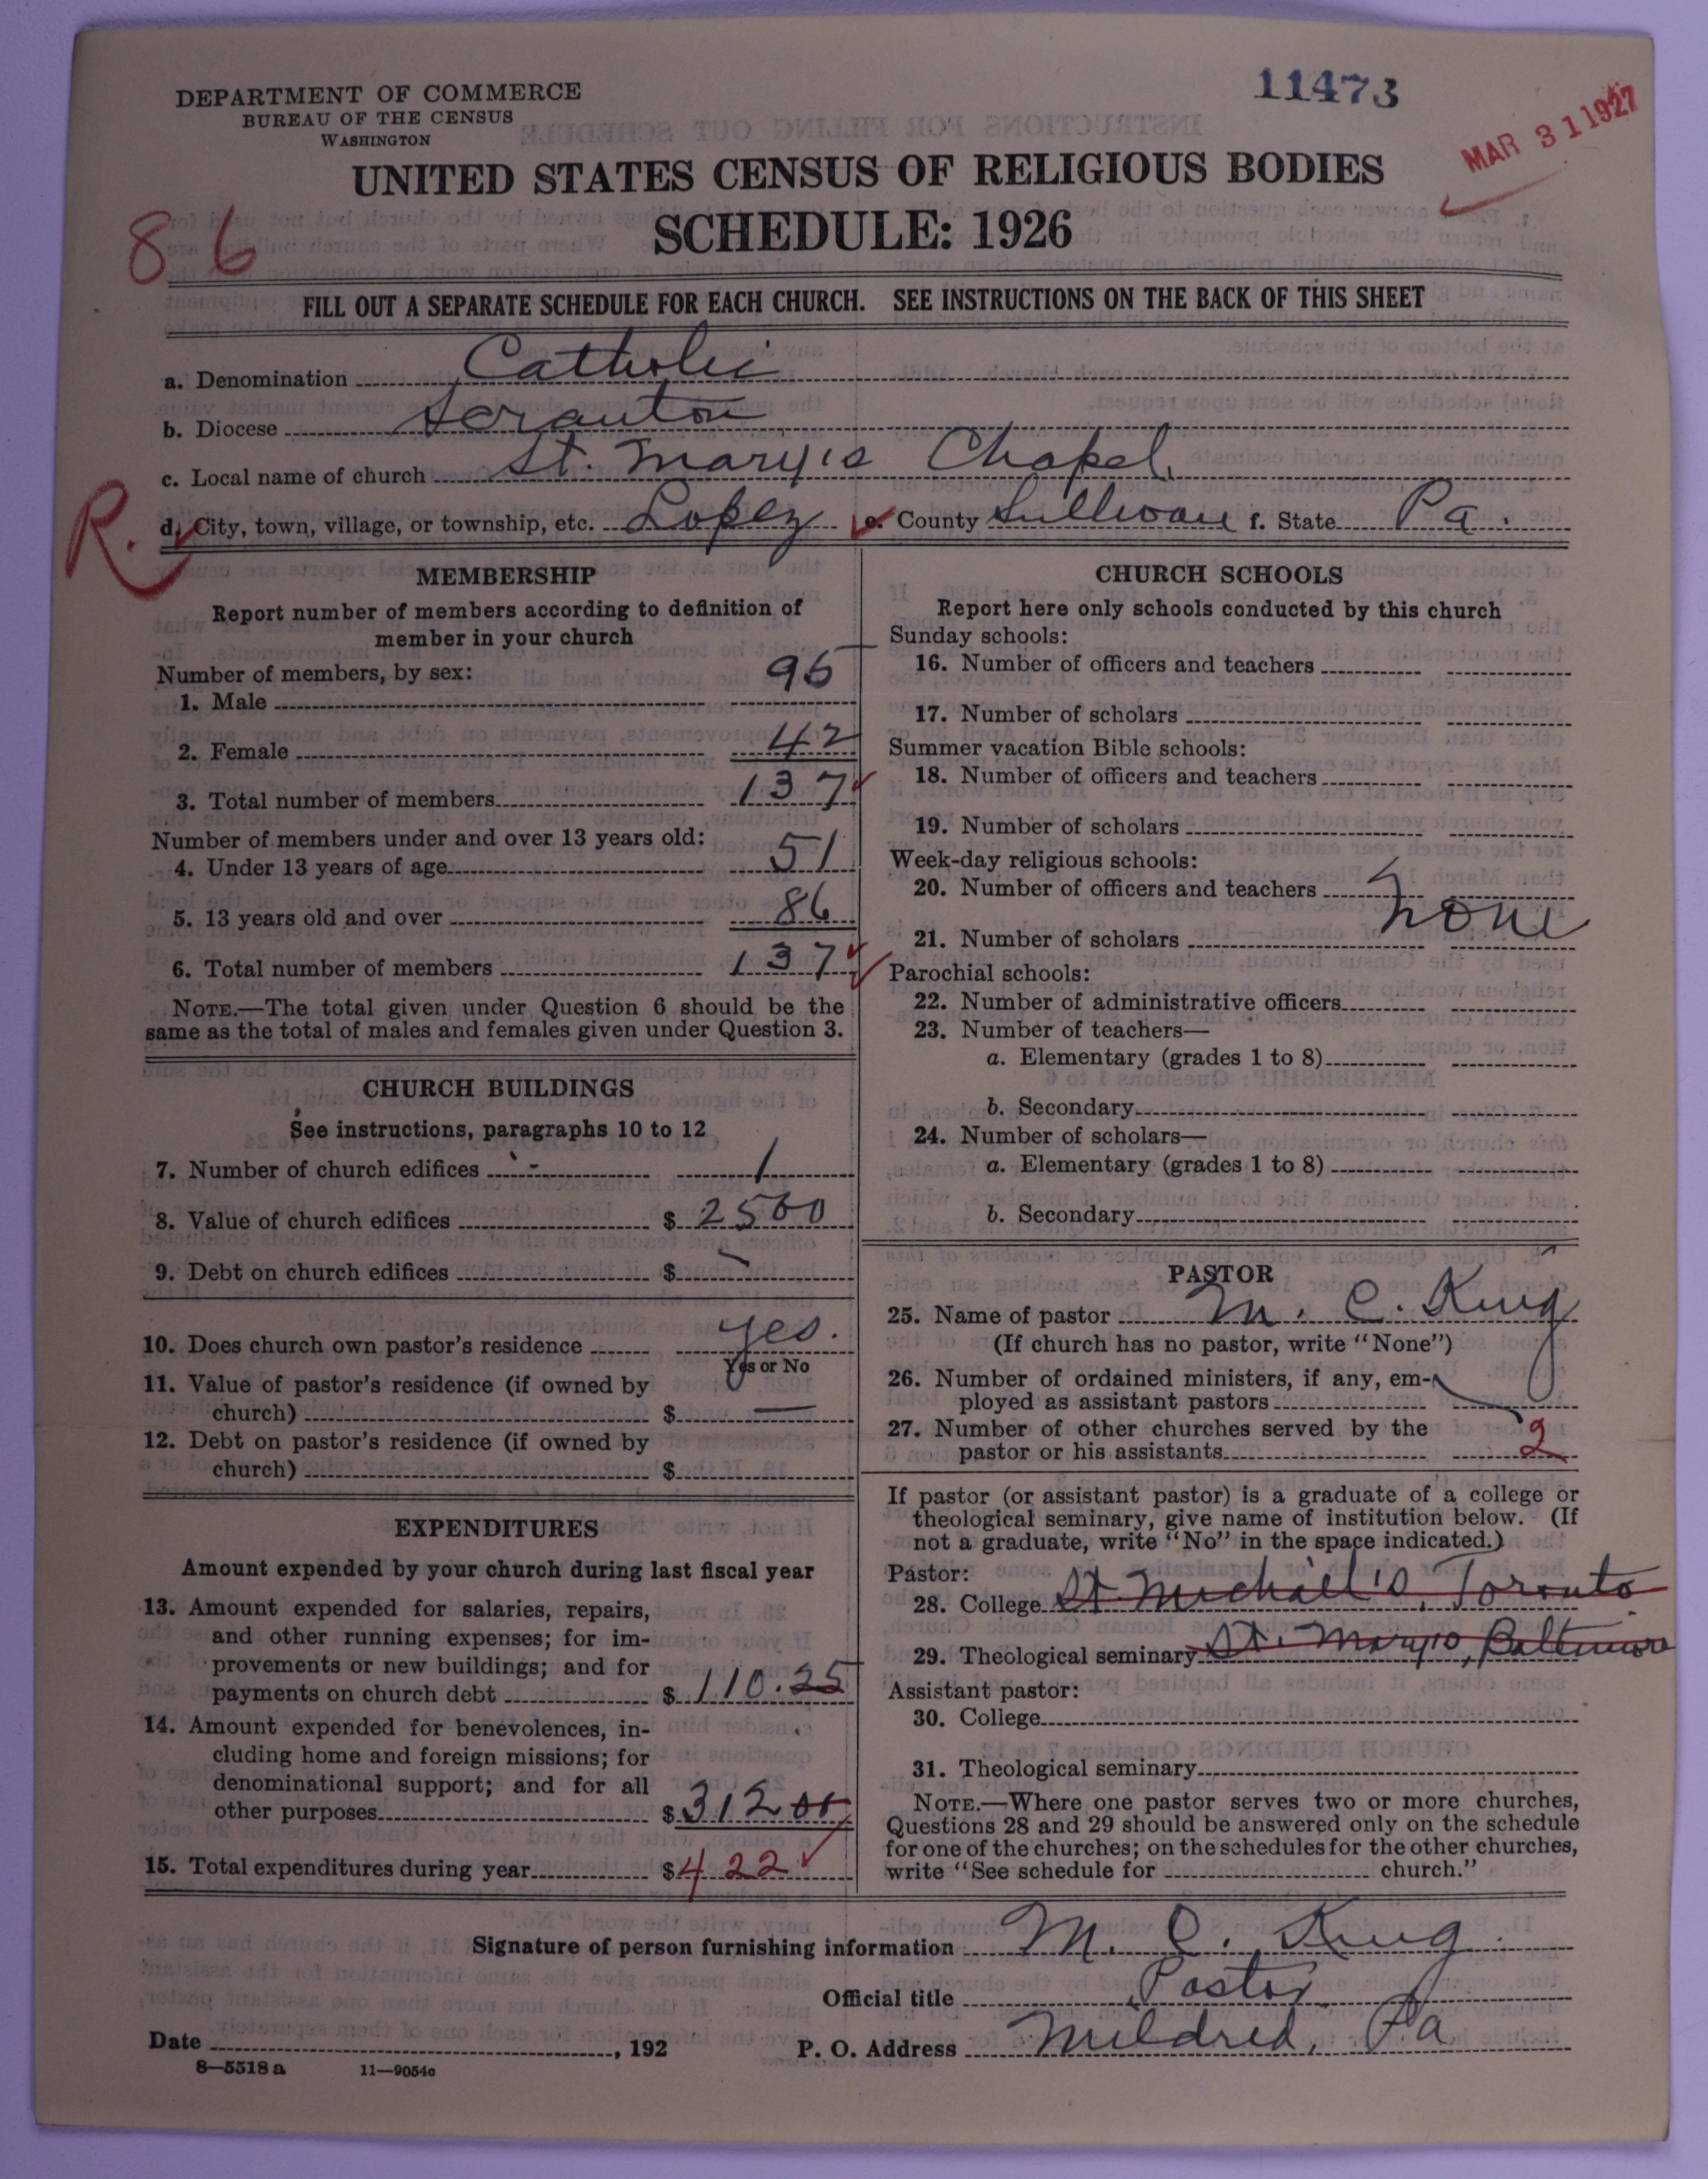 DEPARTMENT OF COMMERCE
BUREAU OF THE CENSUS
WASHINGTON
11473
MAR 31 1927
UNITED STATES CENSUS OF RELIGIOUS BODIES
SCHEDULE: 1926
86
FILL OUT A SEPARATE SCHEDULE FOR EACH CHURCH. SEE INSTRUCTIONS ON THE BACK OF THIS SHEET
a. Denomination Catholic
b. Diocese Scranton
c. Local name of church St. Mary's Chapel.
R.
d. City, town, village, or township, etc. Lopez e. County Sullivan f. State Pa.
MEMBERSHIP
Report number of members according to definition of
member in your church
Number of members, by sex:
1. Male 95
2. Female 42
3. Total number of members 137
Number of members under and over 13 years old:
4. Under 13 years of age 51
5. 13 years old and over 86
6. Total number of members 137
NOTE.—The total given under Question 6 should be the
same as the total of males and females given under Question 3.
CHURCH BUILDINGS
See instructions, paragraphs 10 to 12
7. Number of church edifices 1
8. Value of church edifices $ 2500
9. Debt on church edifices $
10. Does church own pastor's residence yes.
Yes or No
11. Value of pastor's residence (if owned by
church) $ —
12. Debt on pastor's residence (if owned by
church) $
EXPENDITURES
Amount expended by your church during last fiscal year
13. Amount expended for salaries, repairs,
and other running expenses; for im-
provements or new buildings; and for
payments on church debt $ 110.25
14. Amount expended for benevolences, in-
cluding home and foreign missions; for
denominational support; and for all
other purposes $ 312 00
15. Total expenditures during year $ 422
CHURCH SCHOOLS
Report here only schools conducted by this church
Sunday schools:
16. Number of officers and teachers
17. Number of scholars
Summer vacation Bible schools:
18. Number of officers and teachers
19. Number of scholars
Week-day religious schools:
20. Number of officers and teachers
None
21. Number of scholars
Parochial schools:
22. Number of administrative officers
23. Number of teachers—
a. Elementary (grades 1 to 8)
b. Secondary
24. Number of scholars—
a. Elementary (grades 1 to 8)
b. Secondary
PASTOR
25. Name of pastor M. C. King
(If church has no pastor, write "None")
26. Number of ordained ministers, if any, em-
ployed as assistant pastors
27. Number of other churches served by the
pastor or his assistants 2
If pastor (or assistant pastor) is a graduate of a college or
theological seminary, give name of institution below. (If
not a graduate, write "No" in the space indicated.)
Pastor:
28. College St. Michael's, Toronto
29. Theological seminary St. Mary's, Baltimore
Assistant pastor:
30. College
31. Theological seminary
NOTE.—Where one pastor serves two or more churches,
Questions 28 and 29 should be answered only on the schedule
for one of the churches; on the schedules for the other churches,
write "See schedule for church."
Signature of person furnishing information M. C. King.
Official title Pastor
Date , 192 P. O. Address Mildred, Pa
8—5518 a 11—9054c